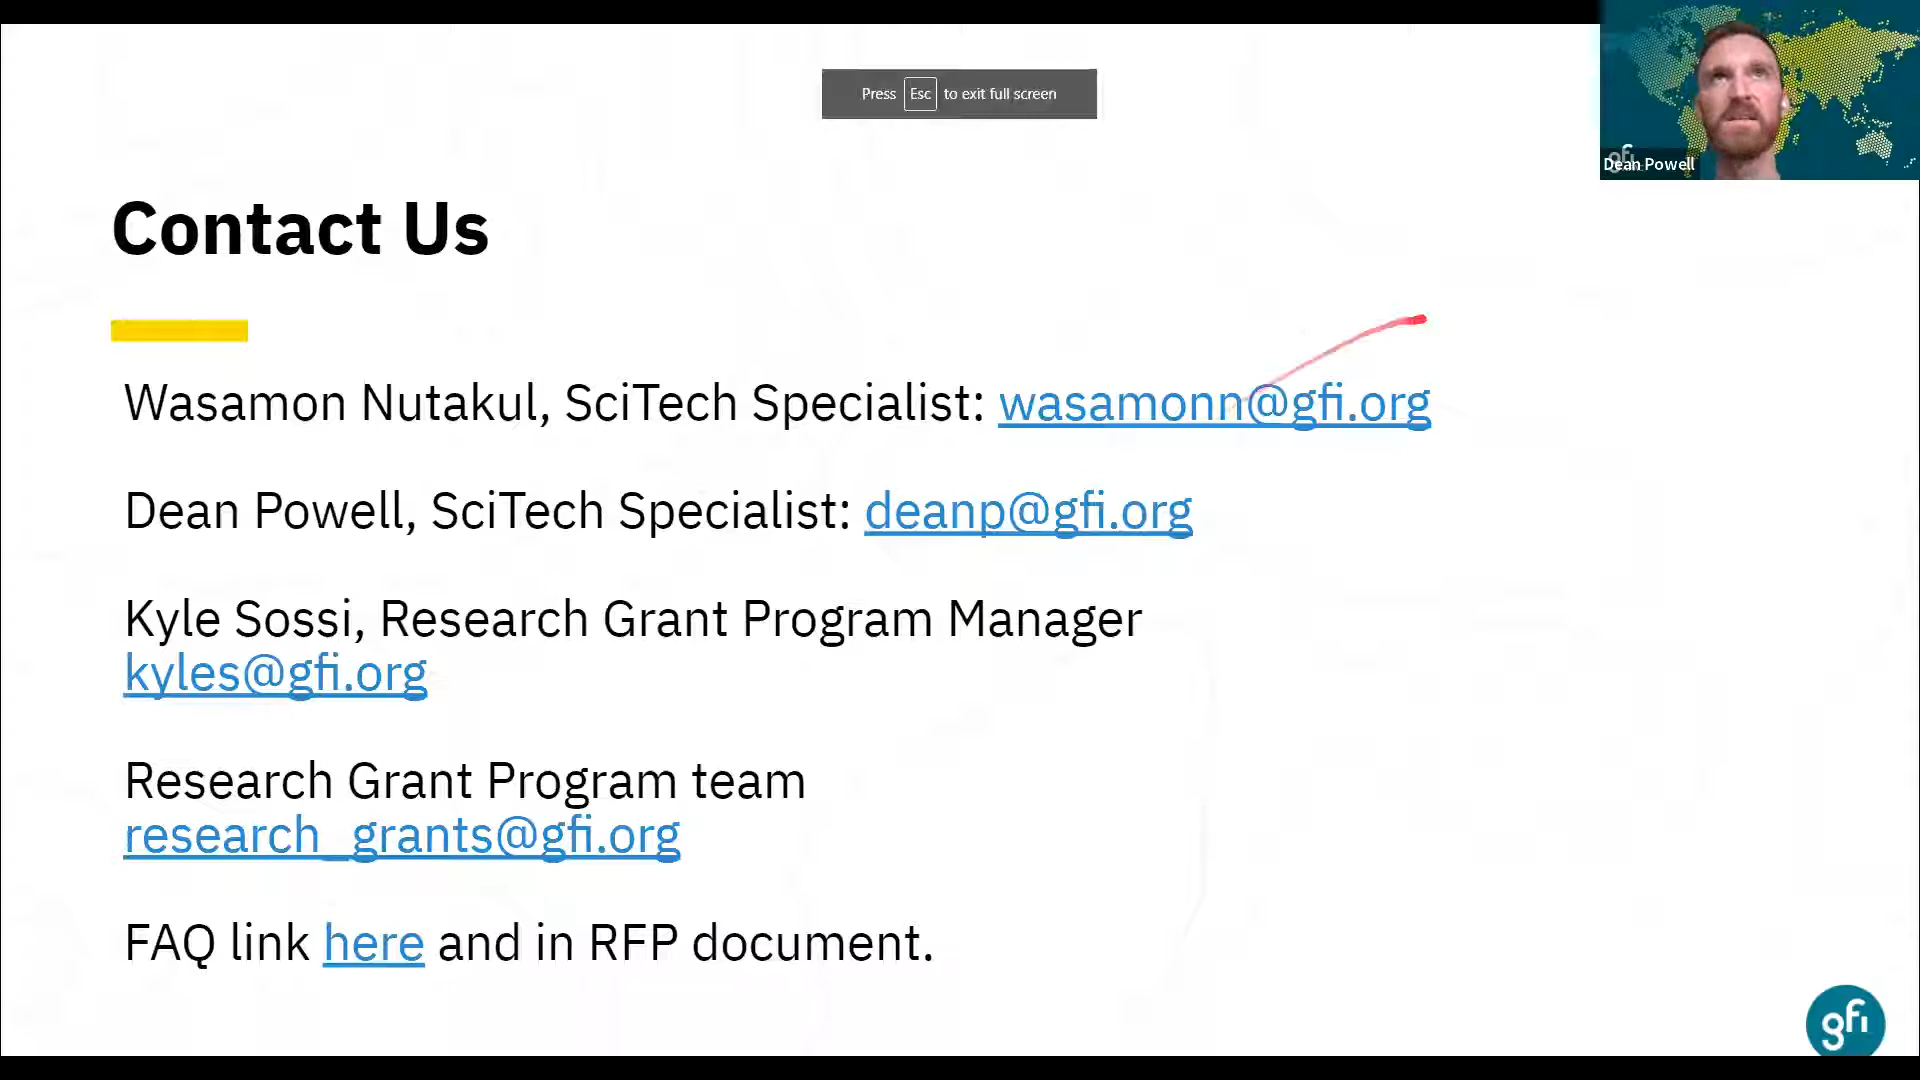 Press Esc to exit full screen
gfi
Dean Powell
Contact Us
Wasamon Nutakul, SciTech Specialist: wasamonn@gfi.org
Dean Powell, SciTech Specialist: deanp@gfi.org
Kyle Sossi, Research Grant Program Manager
kyles@gfi.org
Research Grant Program team
research_grants@gfi.org
FAQ link here and in RFP document.
gfi